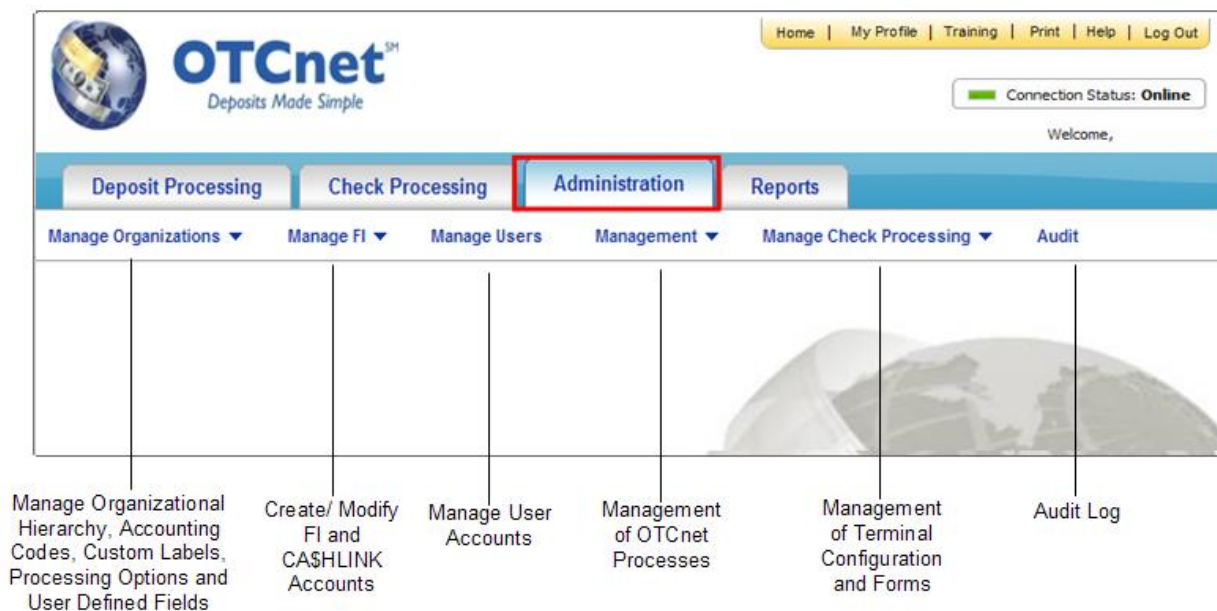 Home | My Profile | Training | Print | Help | Log Out
OTCnet SM
Deposits Made Simple
Connection Status: Online
Welcome,
Deposit Processing Check Processing Administration Reports
Manage Organizations ▼ Manage FI ▼ Manage Users Management ▼ Manage Check Processing ▼ Audit
Manage Organizational
Hierarchy, Accounting
Codes, Custom Labels,
Processing Options and
User Defined Fields
Create/ Modify
FI and
CA$HLINK
Accounts
Manage User
Accounts
Management
of OTCnet
Processes
Management
of Terminal
Configuration
and Forms
Audit Log